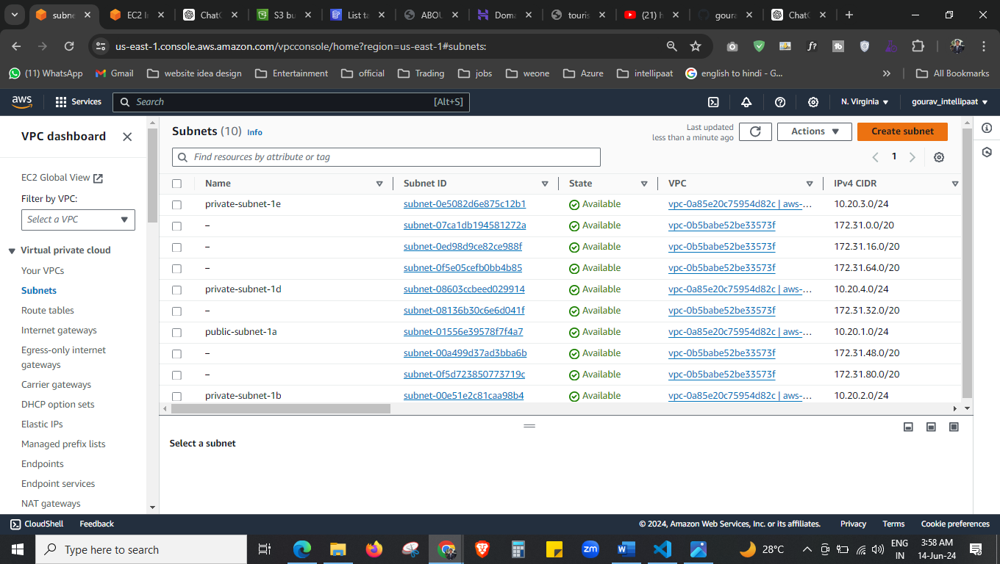 subne
EC2 In
ChatG
S3 bu
List ta
ABOU
Doma
touris
(21) h
goura
ChatG
us-east-1.console.aws.amazon.com/vpcconsole/home?region=us-east-1#subnets:
(11) WhatsApp
Gmail
website idea design
Entertainment
official
Trading
jobs
weone
Azure
intellipaat
english to hindi - G...
All Bookmarks
aws
Services
Search
[Alt+S]
N. Virginia
gourav_intellipaat
VPC dashboard
EC2 Global View
Filter by VPC:
Select a VPC
Virtual private cloud
Your VPCs
Subnets
Route tables
Internet gateways
Egress-only internet
gateways
Carrier gateways
DHCP option sets
Elastic IPs
Managed prefix lists
Endpoints
Endpoint services
NAT gateways
Subnets (10) Info
Last updated
less than a minute ago
Actions
Create subnet
Find resources by attribute or tag
1
Name Subnet ID State VPC IPv4 CIDR
private-subnet-1e subnet-0e5082d6e875c12b1 Available vpc-0a85e20c75954d82c | aws-... 10.20.3.0/24
– subnet-07ca1db194581272a Available vpc-0b5babe52be33573f 172.31.0.0/20
– subnet-0ed98d9ce82ce988f Available vpc-0b5babe52be33573f 172.31.16.0/20
– subnet-0f5e05cefb0bb4b85 Available vpc-0b5babe52be33573f 172.31.64.0/20
private-subnet-1d subnet-08603ccbeed029914 Available vpc-0a85e20c75954d82c | aws-... 10.20.4.0/24
– subnet-08136b30c6e6d041f Available vpc-0b5babe52be33573f 172.31.32.0/20
public-subnet-1a subnet-01556e39578f7f4a7 Available vpc-0a85e20c75954d82c | aws-... 10.20.1.0/24
– subnet-00a499d37ad3bba6b Available vpc-0b5babe52be33573f 172.31.48.0/20
– subnet-0f5d723850773719c Available vpc-0b5babe52be33573f 172.31.80.0/20
private-subnet-1b subnet-00e51e2c81caa98b4 Available vpc-0a85e20c75954d82c | aws-... 10.20.2.0/24
Select a subnet
CloudShell
Feedback
© 2024, Amazon Web Services, Inc. or its affiliates.
Privacy
Terms
Cookie preferences
Type here to search
zm
28°C
ENG
IN
3:58 AM
14-Jun-24